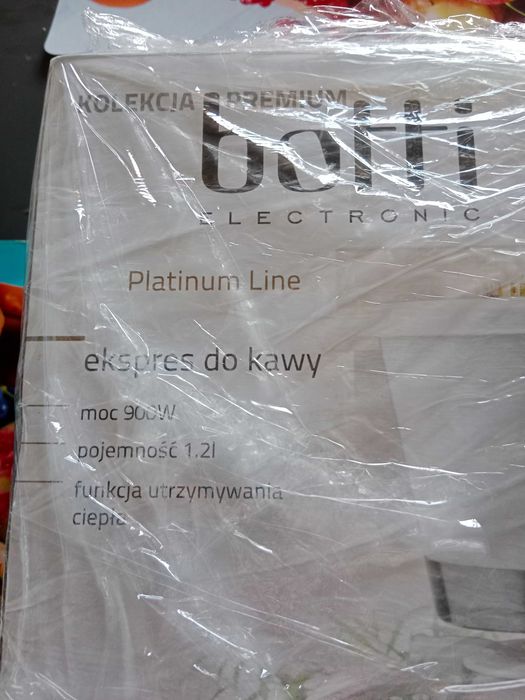 KOLEKCJA PREMIUM
botti
ELECTRONIC
Platinum Line
ekspres do kawy
moc 900W
pojemność 1,2l
funkcja utrzymywania
ciepła